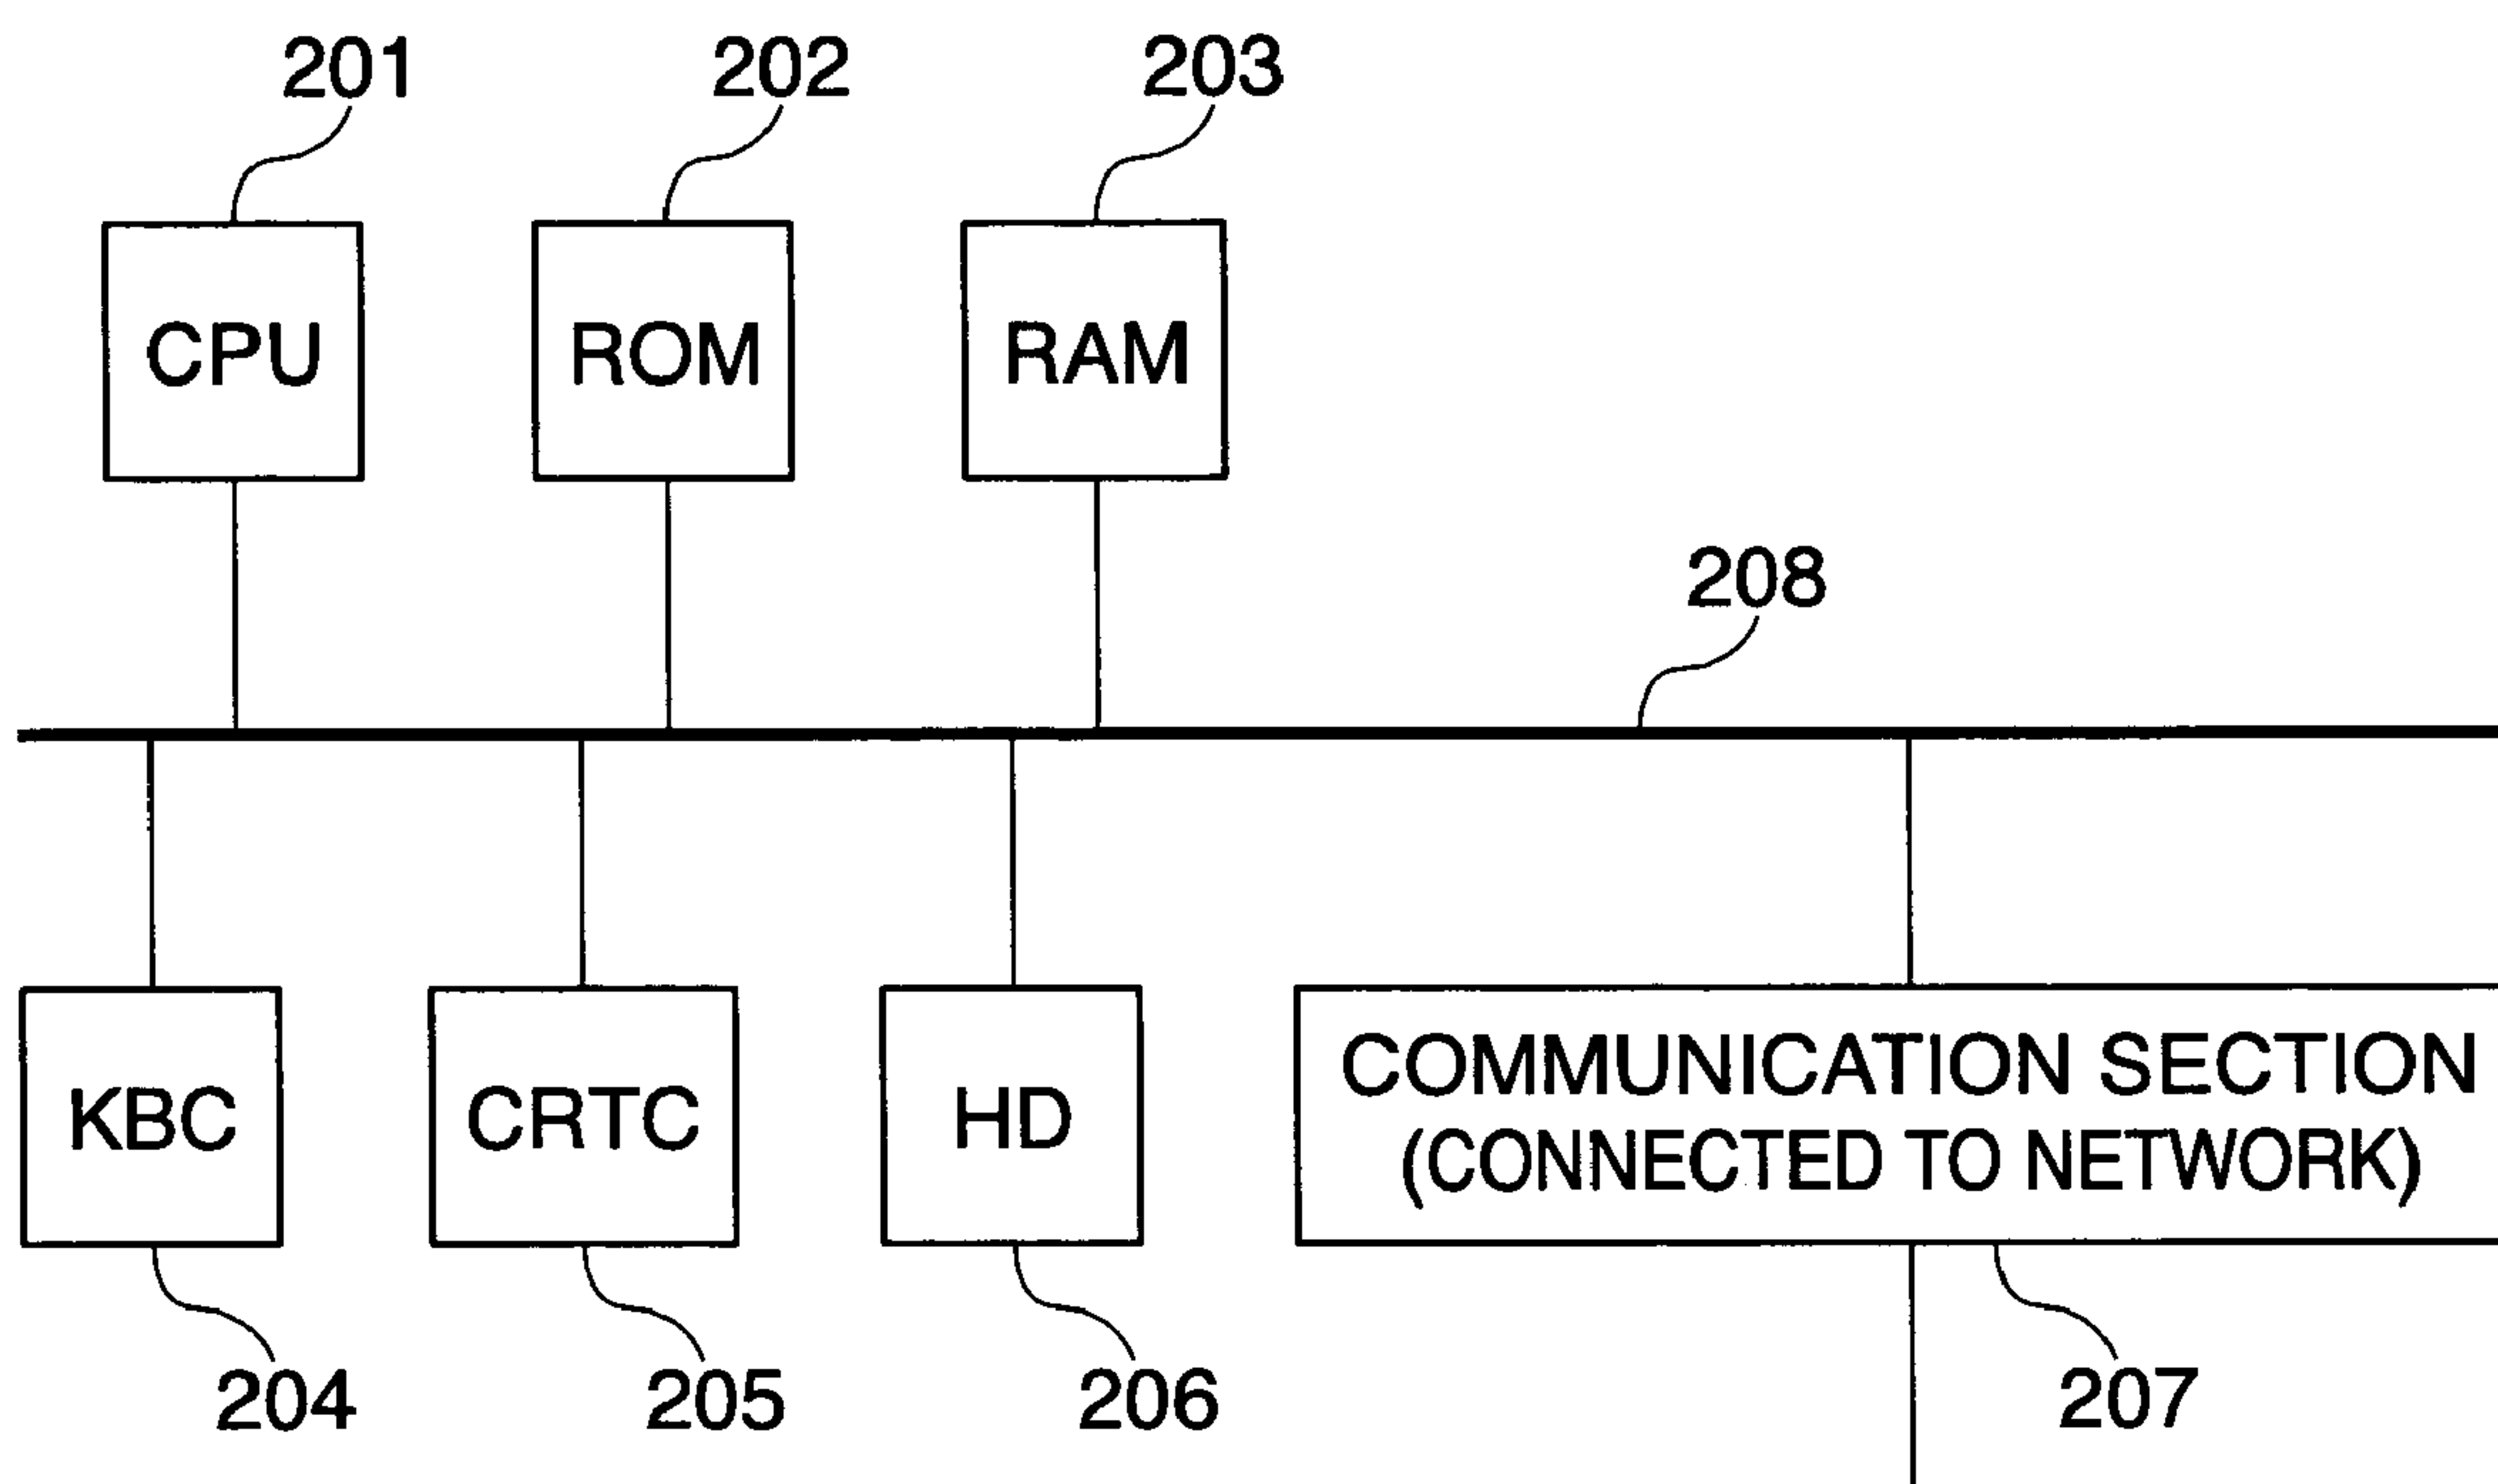 201
202
203
CPU
ROM
RAM
208
KBC
CRTC
HD
COMMUNICATION SECTION
(CONNECTED TO NETWORK)
204
205
206
207